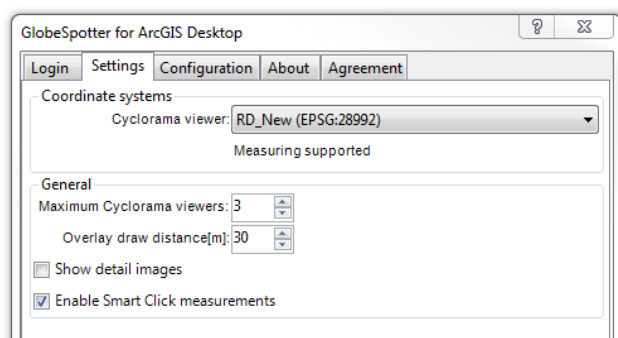 GlobeSpotter for ArcGIS Desktop
Login Settings Configuration About Agreement
Coordinate systems
Cyclorama viewer: RD_New (EPSG:28992)
Measuring supported
General
Maximum Cyclorama viewers: 3
Overlay draw distance[m]: 30
Show detail images
Enable Smart Click measurements